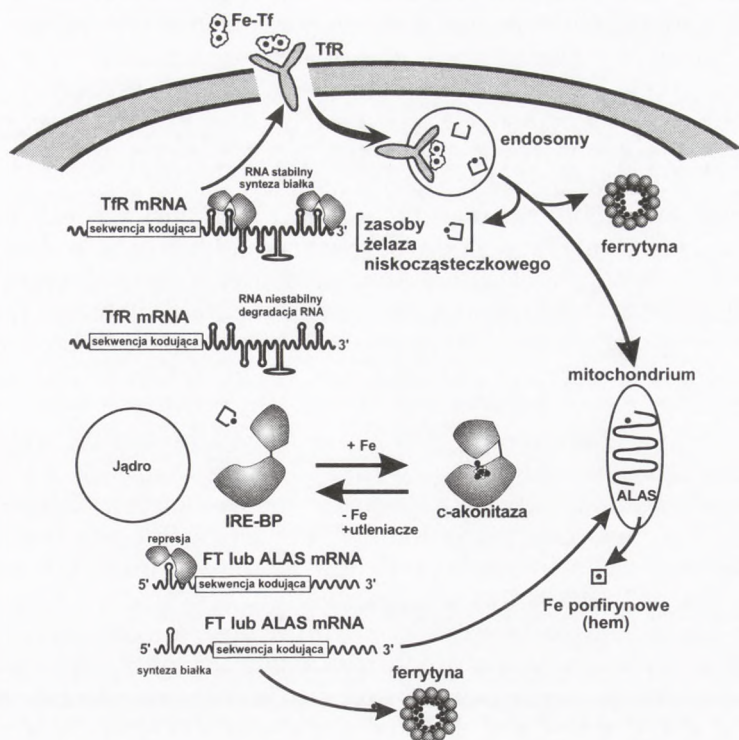 Fe-Tf
TfR
endosomy
RNA stabilny
synteza białka
TfR mRNA
sekwencja kodująca
3'
zasoby
żelaza
niskocząsteczkowego
ferrytyna
RNA niestabilny
degradacja RNA
TfR mRNA
sekwencja kodująca
3'
mitochondrium
Jądro
+ Fe
- Fe
+utleniacze
IRE-BP
c-akonitaza
ALAS
represja
FT lub ALAS mRNA
5'
sekwencja kodująca
3'
Fe porfirynowe
(hem)
FT lub ALAS mRNA
5'
sekwencja kodująca
3'
synteza białka
ferrytyna